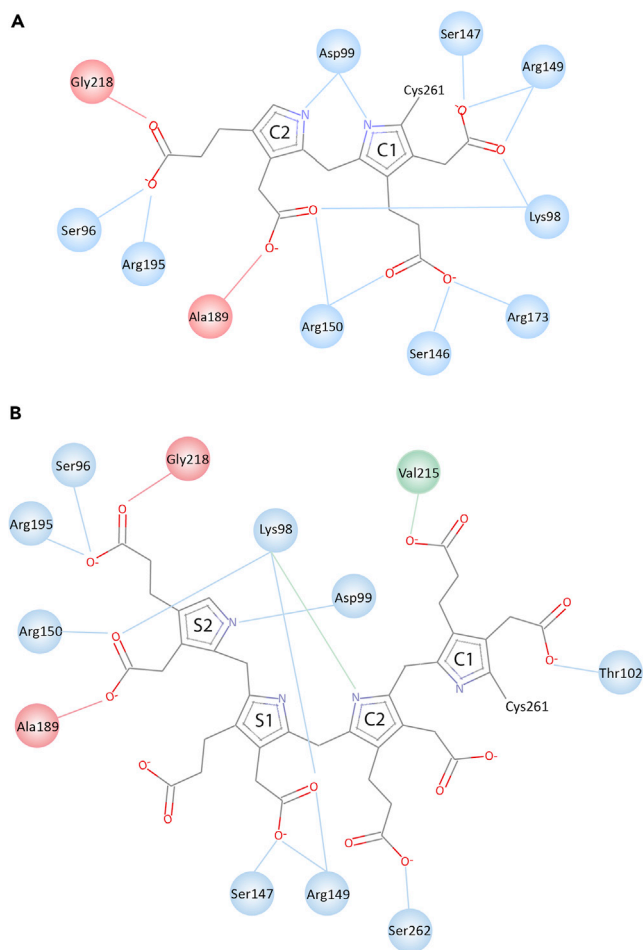 A
Ser147
Asp99
Arg149
Gly218
Cys261
N
N
O-
O
C2
C1
O
O-
O
Lys98
Ser96
O
O-
O-
Arg195
Ala189
Arg150
Arg173
Ser146
B
Gly218
Ser96
Val215
Lys98
O
Arg195
O-
O
O-
Asp99
S2
N
O
Arg150
O
C1
O-
Thr102
O-
N
N
N
Ala189
S1
C2
Cys261
O-
O-
O
O
O
O-
O
O-
Ser147
Arg149
Ser262